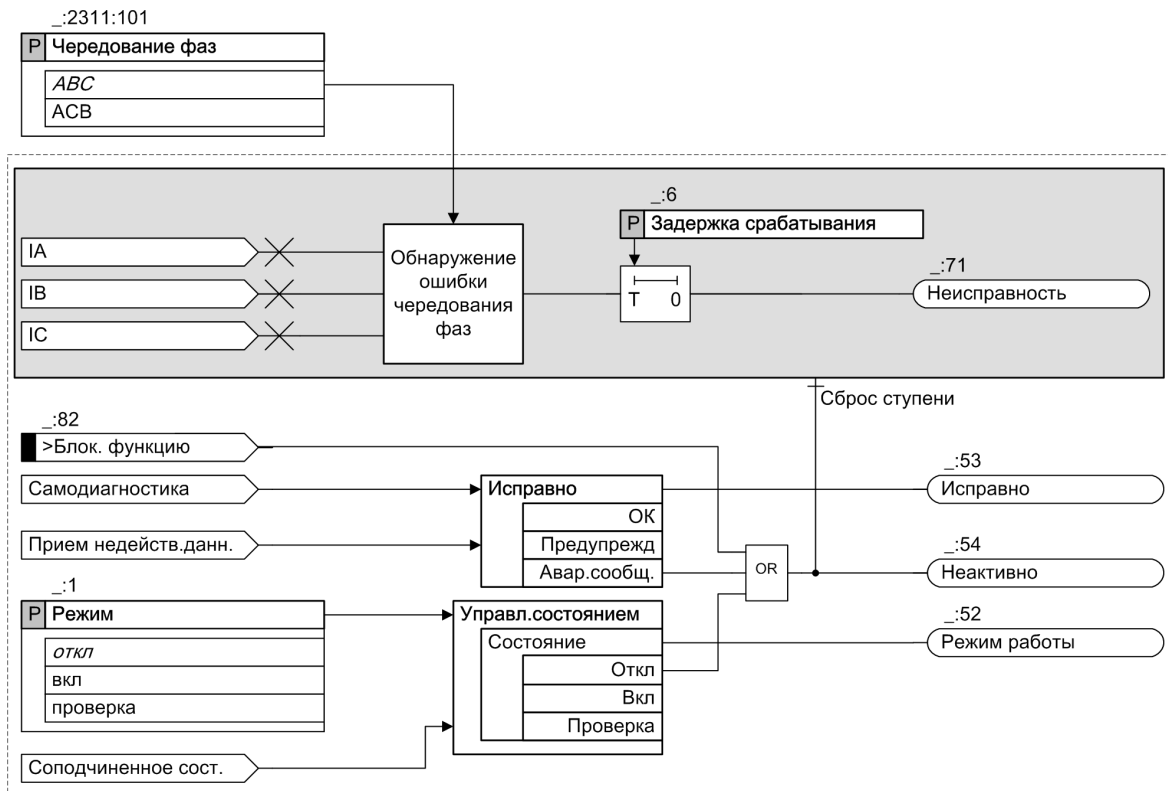 _:2311:101
P Чередование фаз
ABC
ACB
_:6
P Задержка срабатывания
IA
IB
IC
Обнаружение
ошибки
чередования
фаз
T 0
_:71
Неисправность
Сброс ступени
_:82
>Блок. функцию
Самодиагностика
Прием недейств.данн.
Исправно
ОК
Предупрежд
Авар.сообщ.
OR
_:53
Исправно
_:54
Неактивно
_:1
P Режим
откл
вкл
проверка
Управл.состоянием
Состояние
Откл
Вкл
Проверка
_:52
Режим работы
Соподчиненное сост.